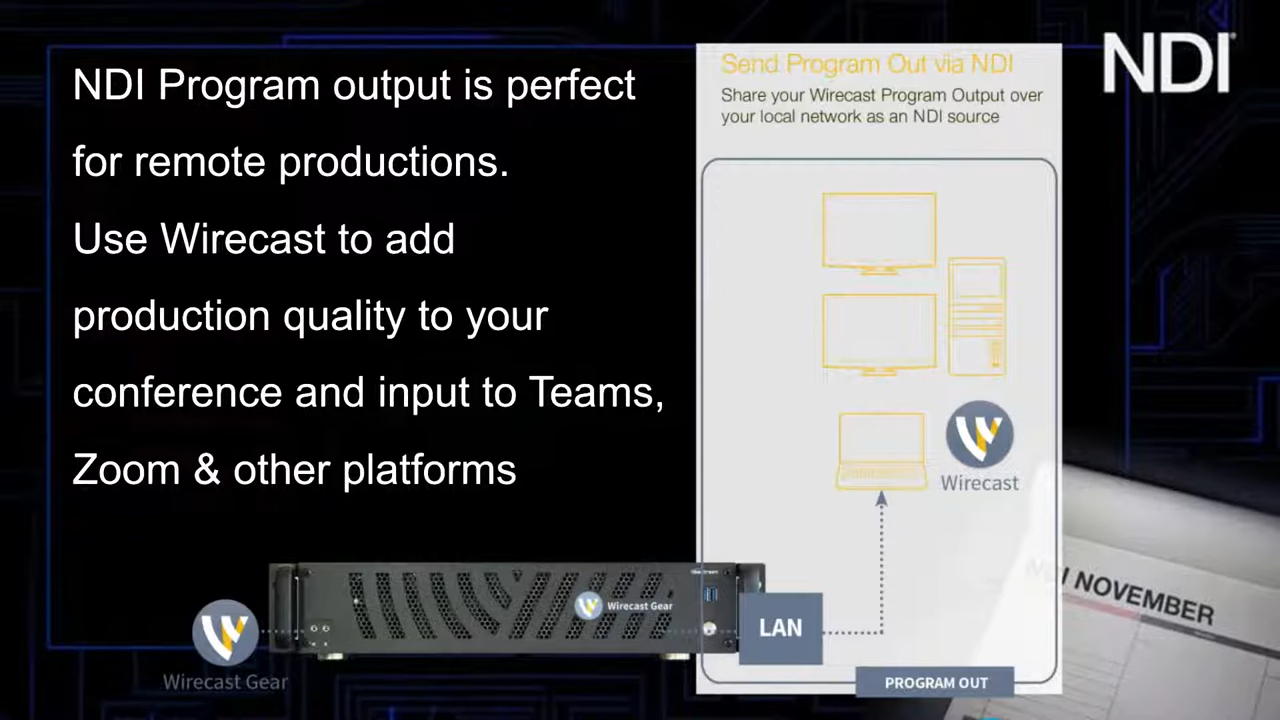 NDI Program output is perfect
for remote productions.
Use Wirecast to add
production quality to your
conference and input to Teams,
Zoom & other platforms
Send Program Out via NDI
Share your Wirecast Program Output over
your local network as an NDI source
NDI®
Wirecast
Wirecast Gear
Wirecast Gear
LAN
PROGRAM OUT
NDI NOVEMBER